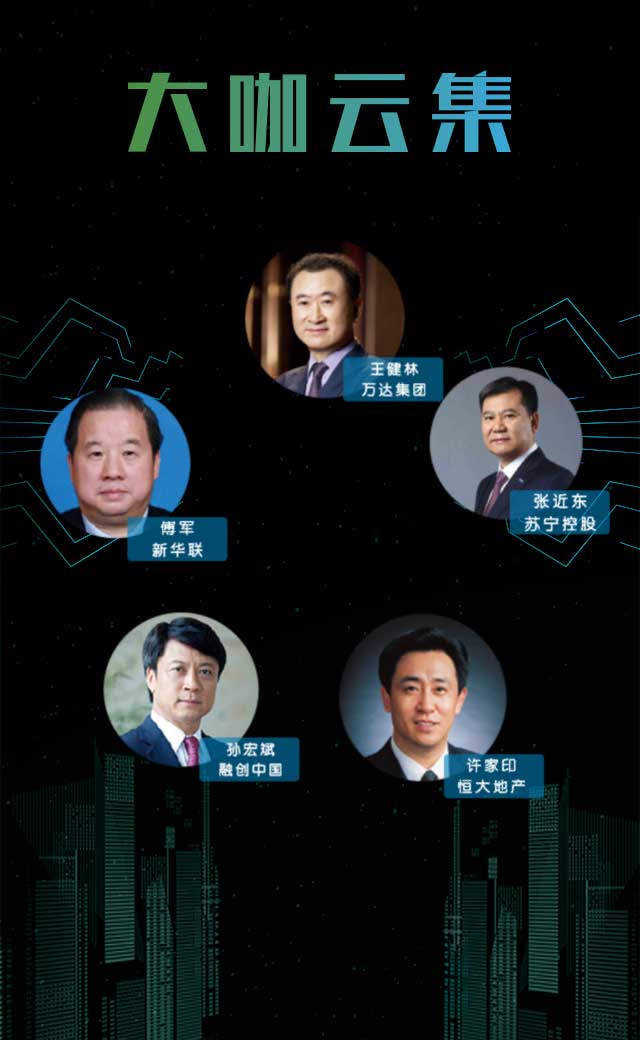 大咖云集
王健林
万达集团
张近东
苏宁控股
傅军
新华联
孙宏斌
融创中国
许家印
恒大地产